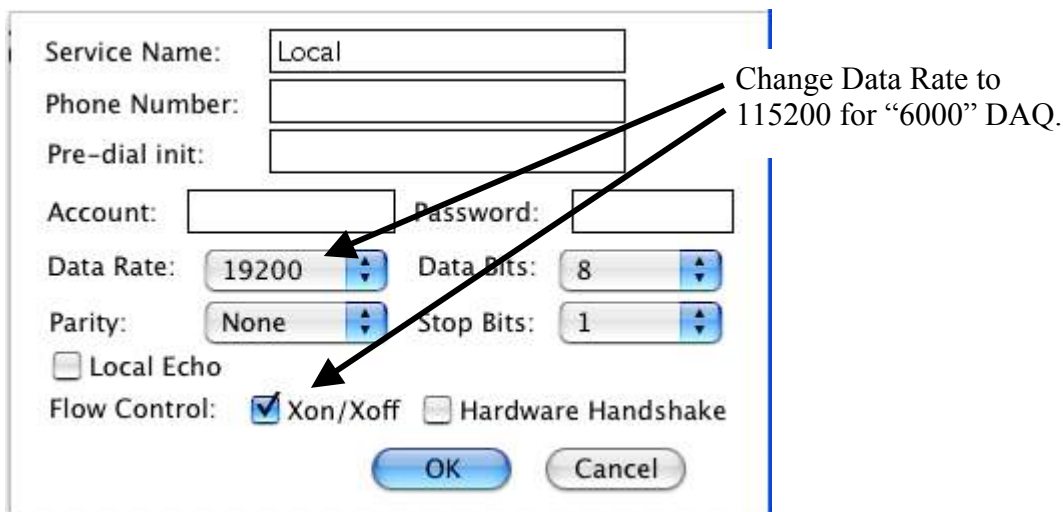 Service Name: Local
Phone Number:
Pre-dial init:
Account: Password:
Data Rate: 19200 Data Bits: 8
Parity: None Stop Bits: 1
Local Echo
Flow Control: Xon/Xoff Hardware Handshake
OK Cancel
Change Data Rate to
115200 for “6000” DAQ.